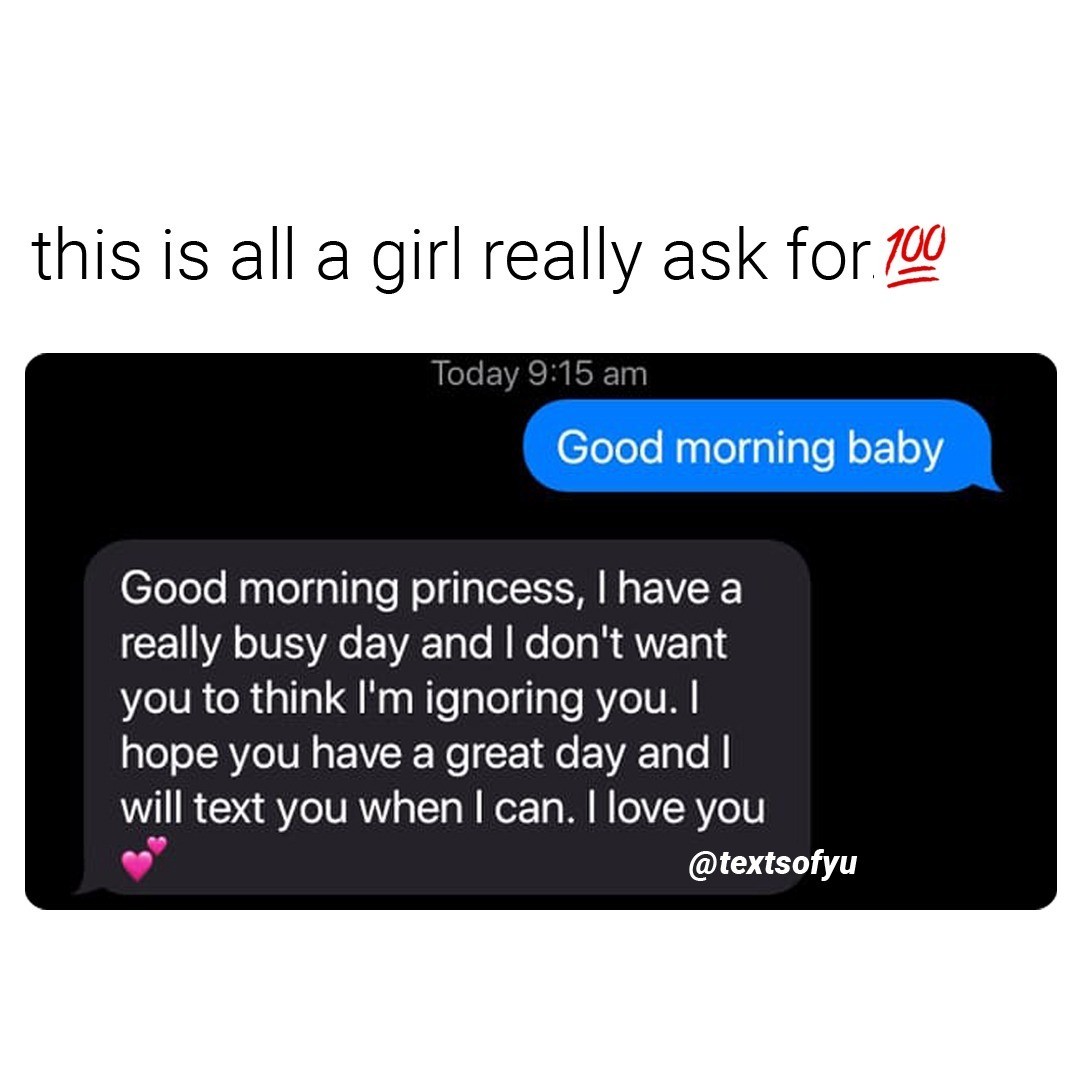 this is all a girl really ask for.💯
Today 9:15 am
Good morning baby
Good morning princess, I have a
really busy day and I don't want
you to think I'm ignoring you. I
hope you have a great day and I
will text you when I can. I love you
💕
@textsofyu